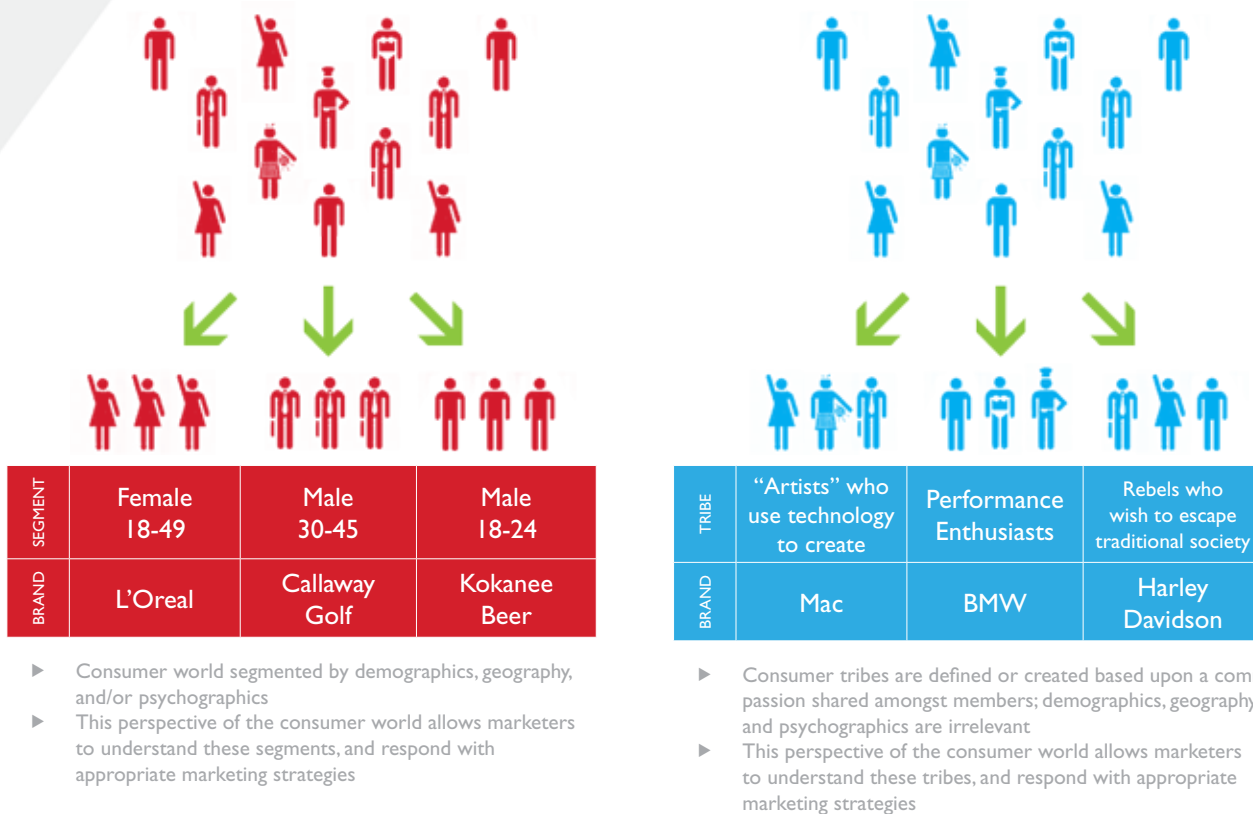 SEGMENT
Female
18-49
Male
30-45
Male
18-24
BRAND
L’Oreal
Callaway
Golf
Kokanee
Beer
▶ Consumer world segmented by demographics, geography,
and/or psychographics
▶ This perspective of the consumer world allows marketers
to understand these segments, and respond with
appropriate marketing strategies
TRIBE
“Artists” who
use technology
to create
Performance
Enthusiasts
Rebels who
wish to escape
traditional society
BRAND
Mac
BMW
Harley
Davidson
▶ Consumer tribes are defined or created based upon a com
passion shared amongst members; demographics, geography
and psychographics are irrelevant
▶ This perspective of the consumer world allows marketers
to understand these tribes, and respond with appropriate
marketing strategies